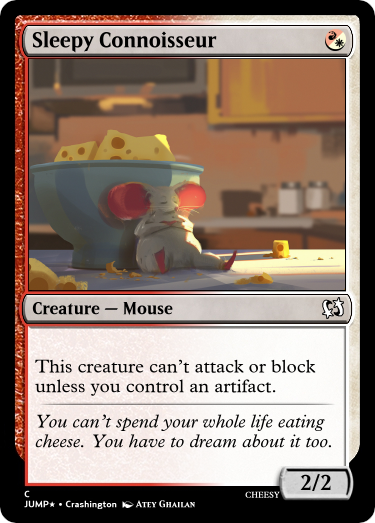 Sleepy Connoisseur
Creature — Mouse
This creature can't attack or block
unless you control an artifact.
You can't spend your whole life eating
cheese. You have to dream about it too.
2/2
C
JUMP★ • Crashington Atey Ghailan
CHEESY